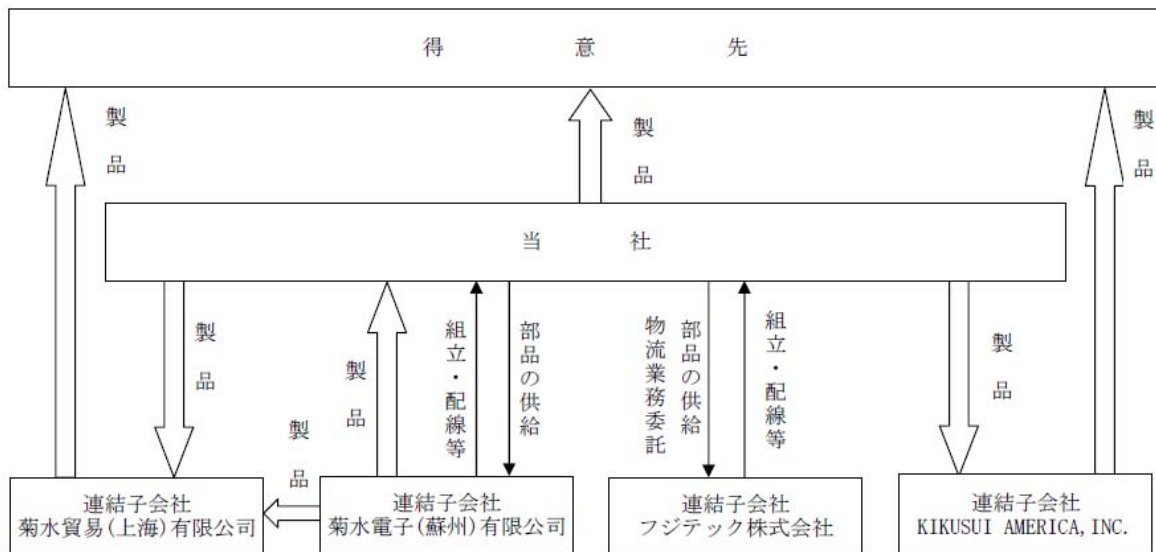 得意先
製品
製品
製品
当社
製品
製品
製品
組立・配線等
部品の供給
物流業務委託
部品の供給
組立・配線等
製品
連結子会社
菊水貿易(上海)有限公司
連結子会社
菊水電子(蘇州)有限公司
連結子会社
フジテック株式会社
連結子会社
KIKUSUI AMERICA,INC.